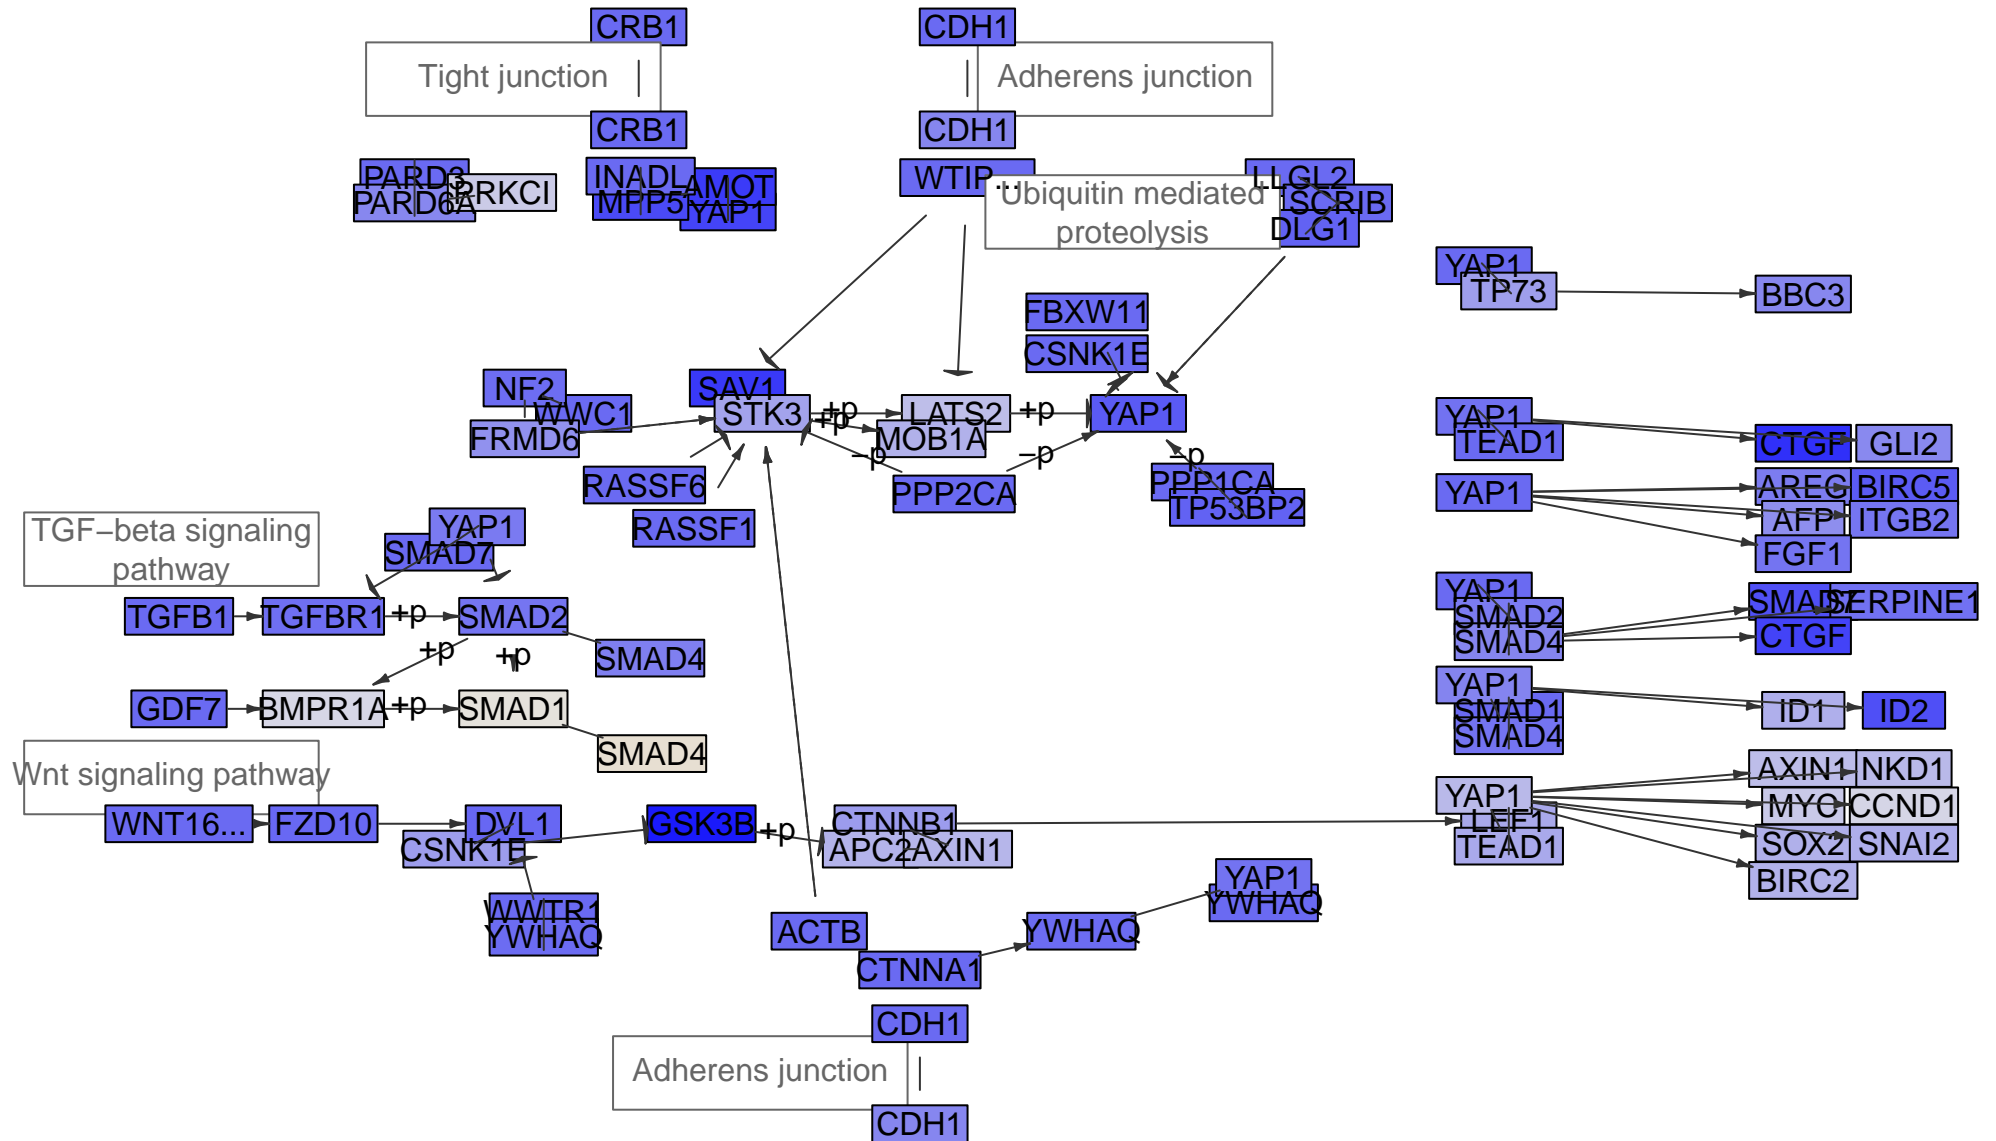 CRB1
CDH1
Tight junction
Adherens junction
CRB1
CDH1
PARD3
PARD6A
PRKCI
INADL
MPP5
AMOT
YAP1
WTIP...
Ubiquitin mediated
proteolysis
LLGL2
SCRIB
DLG1
YAP1
TP73
BBC3
FBXW11
CSNK1E
NF2
WWC1
FRMD6
SAV1
STK3
+p
+p
LATS2
MOB1A
+p
YAP1
−p
−p
−p
RASSF6
RASSF1
PPP2CA
PPP1CA
TP53BP2
YAP1
TEAD1
CTGF
GLI2
YAP1
AREG
BIRC5
AFP
ITGB2
FGF1
TGF−beta signaling
pathway
YAP1
SMAD7
TGFB1
TGFBR1
+p
SMAD2
+p
+p
SMAD4
GDF7
BMPR1A
+p
SMAD1
SMAD4
YAP1
SMAD2
SMAD4
SMAD7
SERPINE1
CTGF
YAP1
SMAD1
SMAD4
ID1
ID2
Wnt signaling pathway
WNT16...
FZD10
DVL1
CSNK1E
GSK3B
+p
CTNNB1
APC2
AXIN1
YAP1
LEF1
TEAD1
AXIN1
NKD1
MYC
CCND1
SOX2
SNAI2
BIRC2
WWTR1
YWHAQ
ACTB
CTNNA1
YWHAQ
YAP1
YWHAQ
CDH1
Adherens junction
CDH1